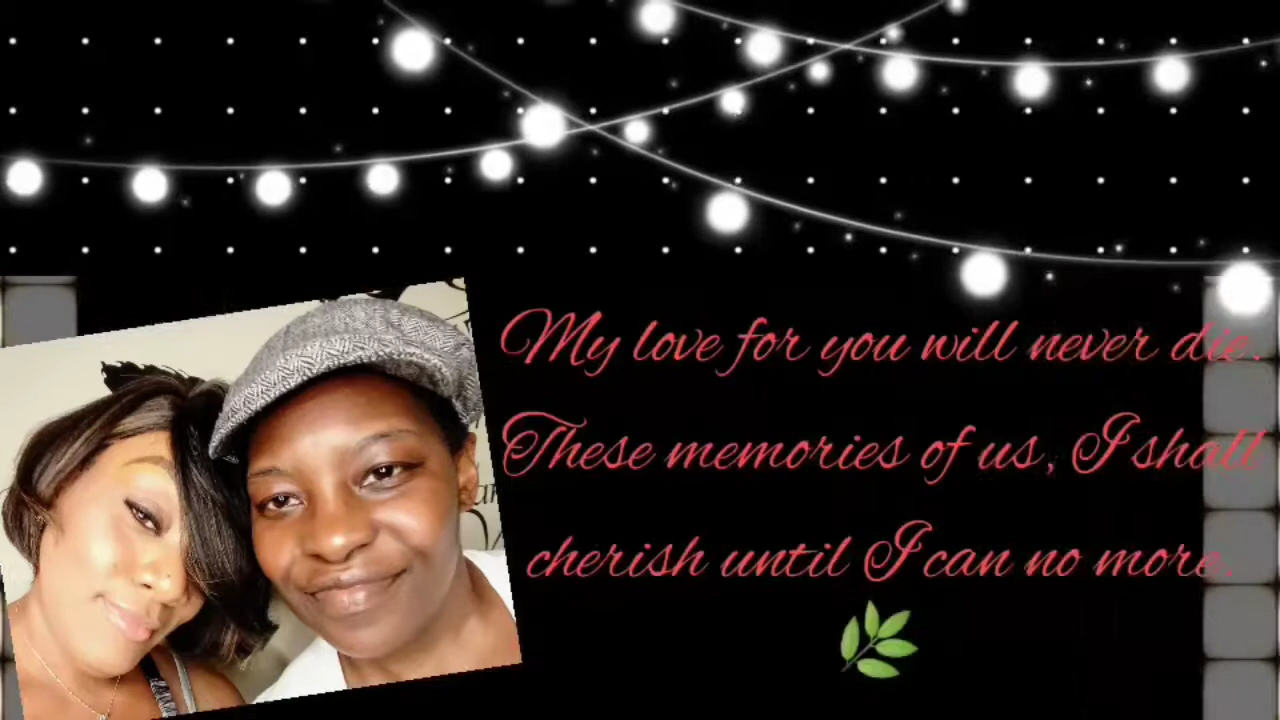 My love for you will never die.
These memories of us, I shall
cherish until I can no more.